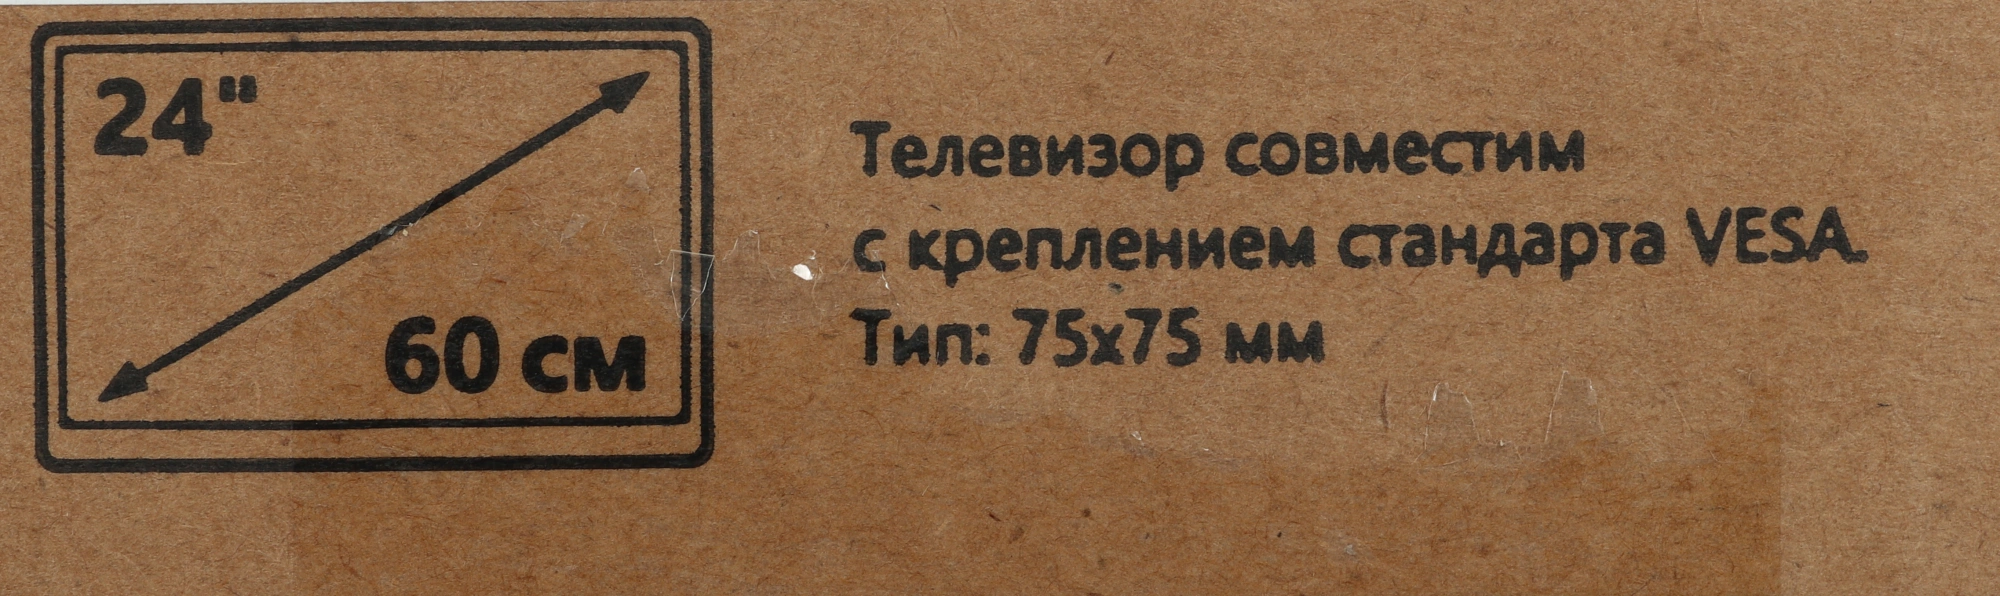 24"
60 см
Телевизор совместим
с креплением стандарта VESA.
Тип: 75x75 мм